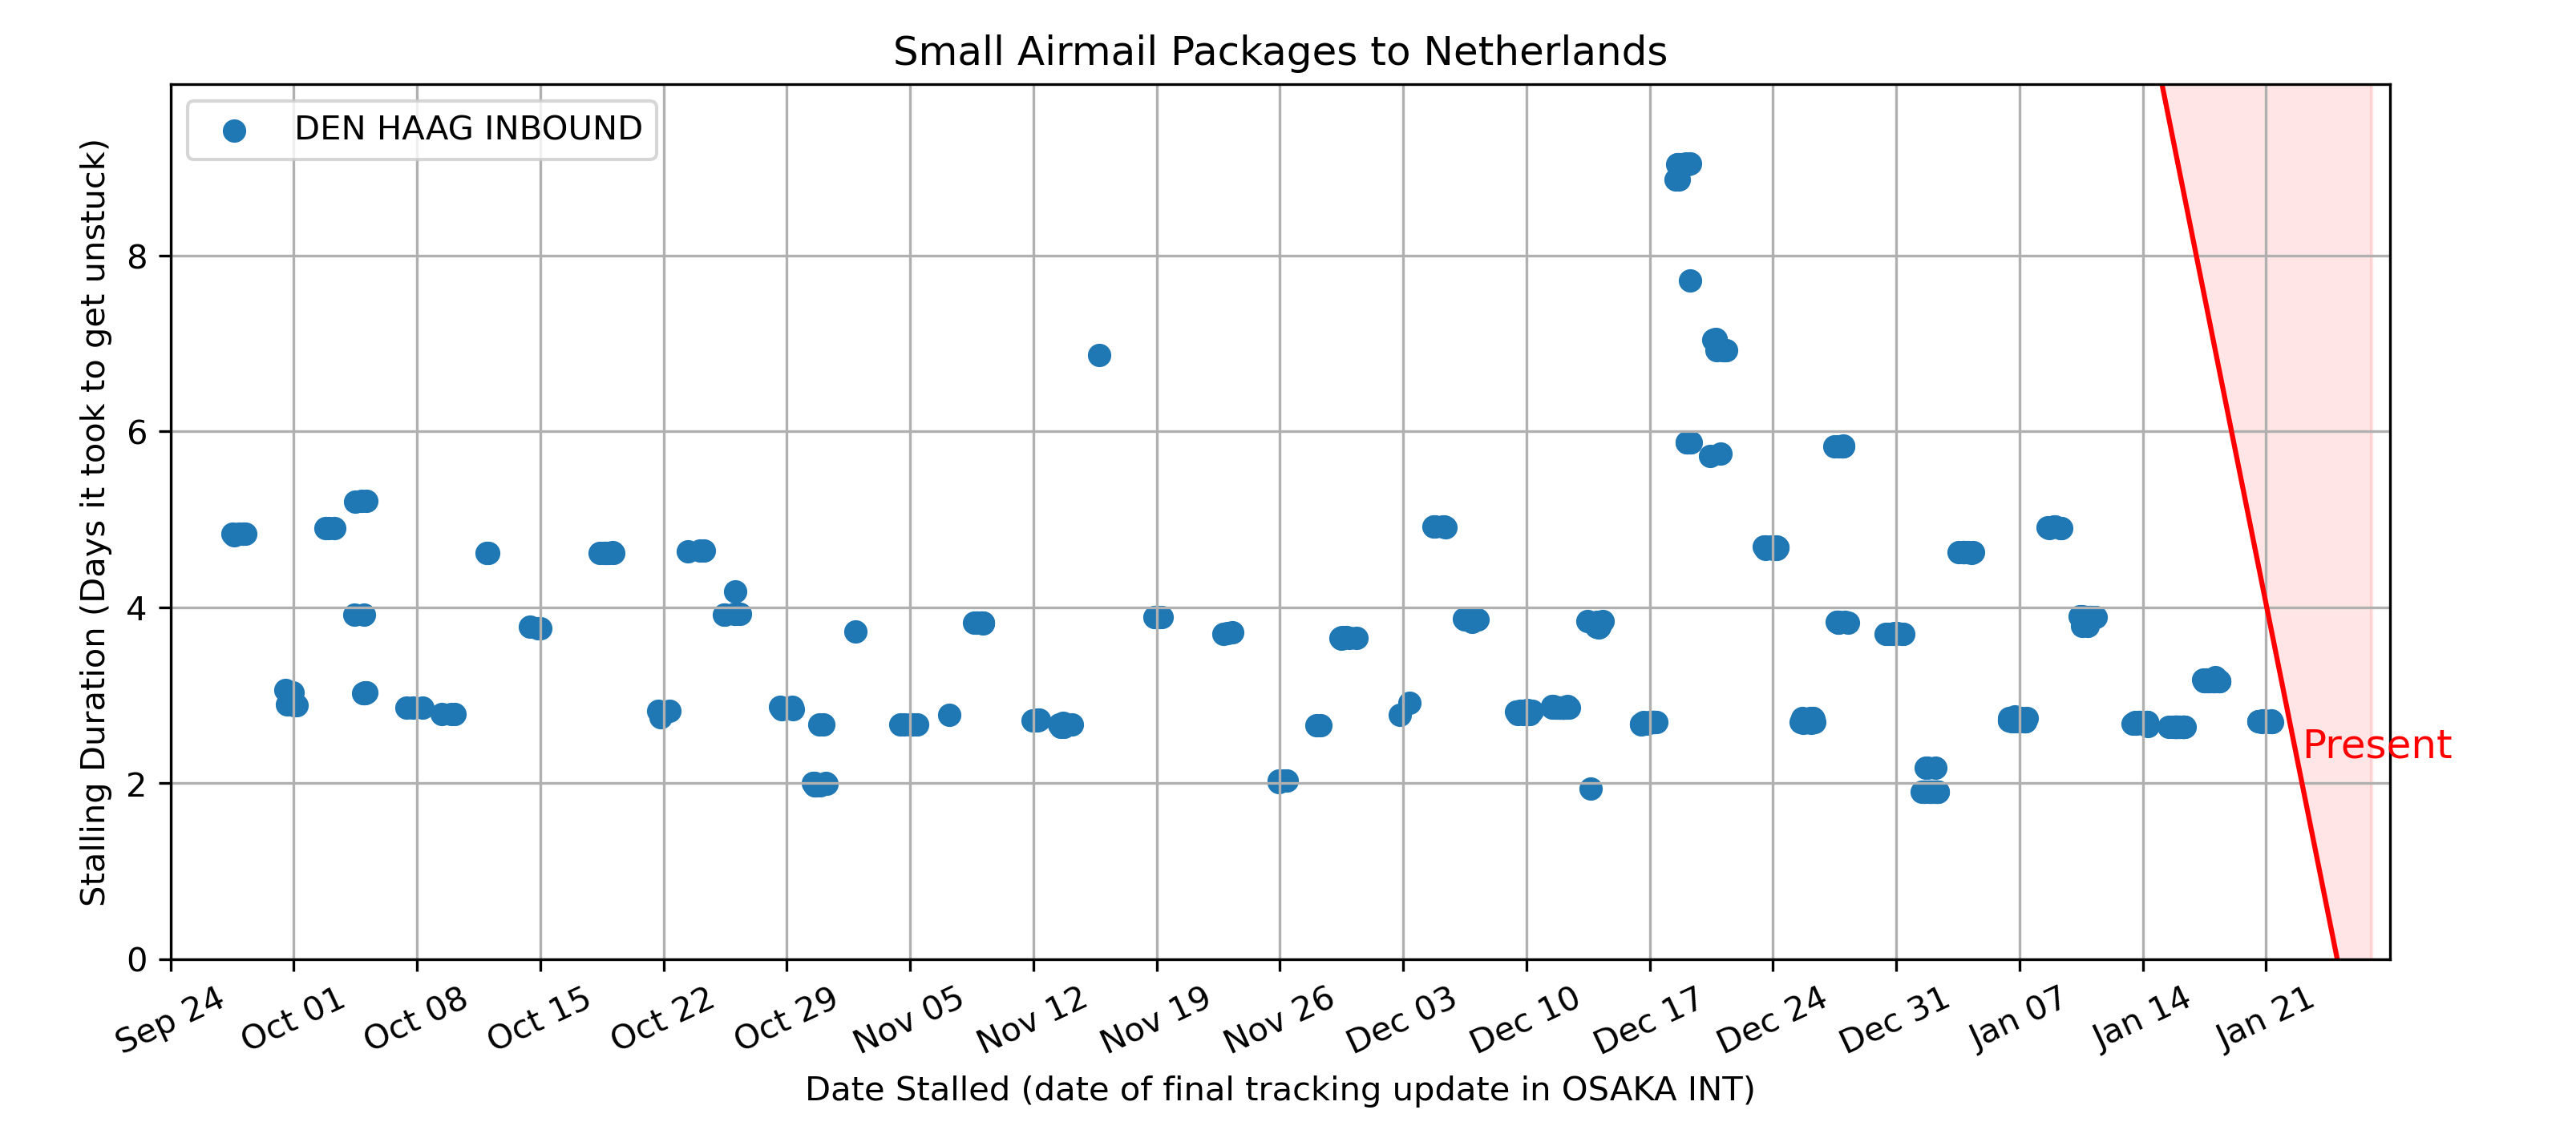 Small Airmail Packages to Netherlands
DEN HAAG INBOUND
Stalling Duration (Days it took to get unstuck)
8
6
4
2
0
Present
Sep 24
Oct 01
Oct 08
Oct 15
Oct 22
Oct 29
Nov 05
Nov 12
Nov 19
Nov 26
Dec 03
Dec 10
Dec 17
Dec 24
Dec 31
Jan 07
Jan 14
Jan 21
Date Stalled (date of final tracking update in OSAKA INT)